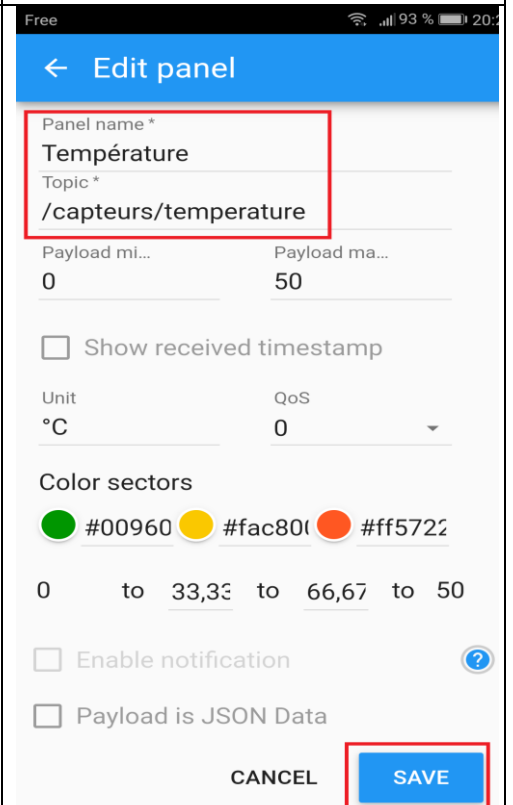 Free 93 % 20:2
← Edit panel
Panel name *
Température
Topic *
/capteurs/temperature
Payload mi... Payload ma...
0 50
Show received timestamp
Unit QoS
°C 0
Color sectors
#00960 #fac80 #ff5722
0 to 33,33 to 66,67 to 50
Enable notification ?
Payload is JSON Data
CANCEL SAVE